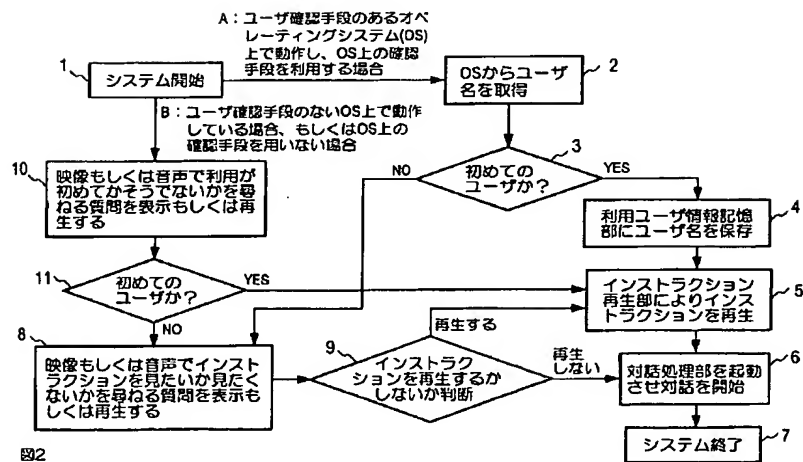 A：ユーザ確認手段のあるオペ
レーティングシステム(OS)
上で動作し、OS上の確認
手段を利用する場合
1
システム開始
2
OSからユーザ
名を取得
B：ユーザ確認手段のないOS上で動作
している場合、もしくはOS上の
確認手段を用いない場合
3
初めての
ユーザか？
NO
YES
10
映像もしくは音声で利用が
初めてかそうでないかを尋
ねる質問を表示もしくは再
生する
4
利用ユーザ情報記憶
部にユーザ名を保存
11
初めての
ユーザか？
YES
NO
5
インストラクション
再生部によりインス
トラクションを再生
8
映像もしくは音声でインスト
ラクションを見たいか見たく
ないかを尋ねる質問を表示も
しくは再生する
9
インストラク
ションを再生するか
しないか判断
再生する
再生
しない
6
対話処理部を起動
させ対話を開始
7
システム終了
図2